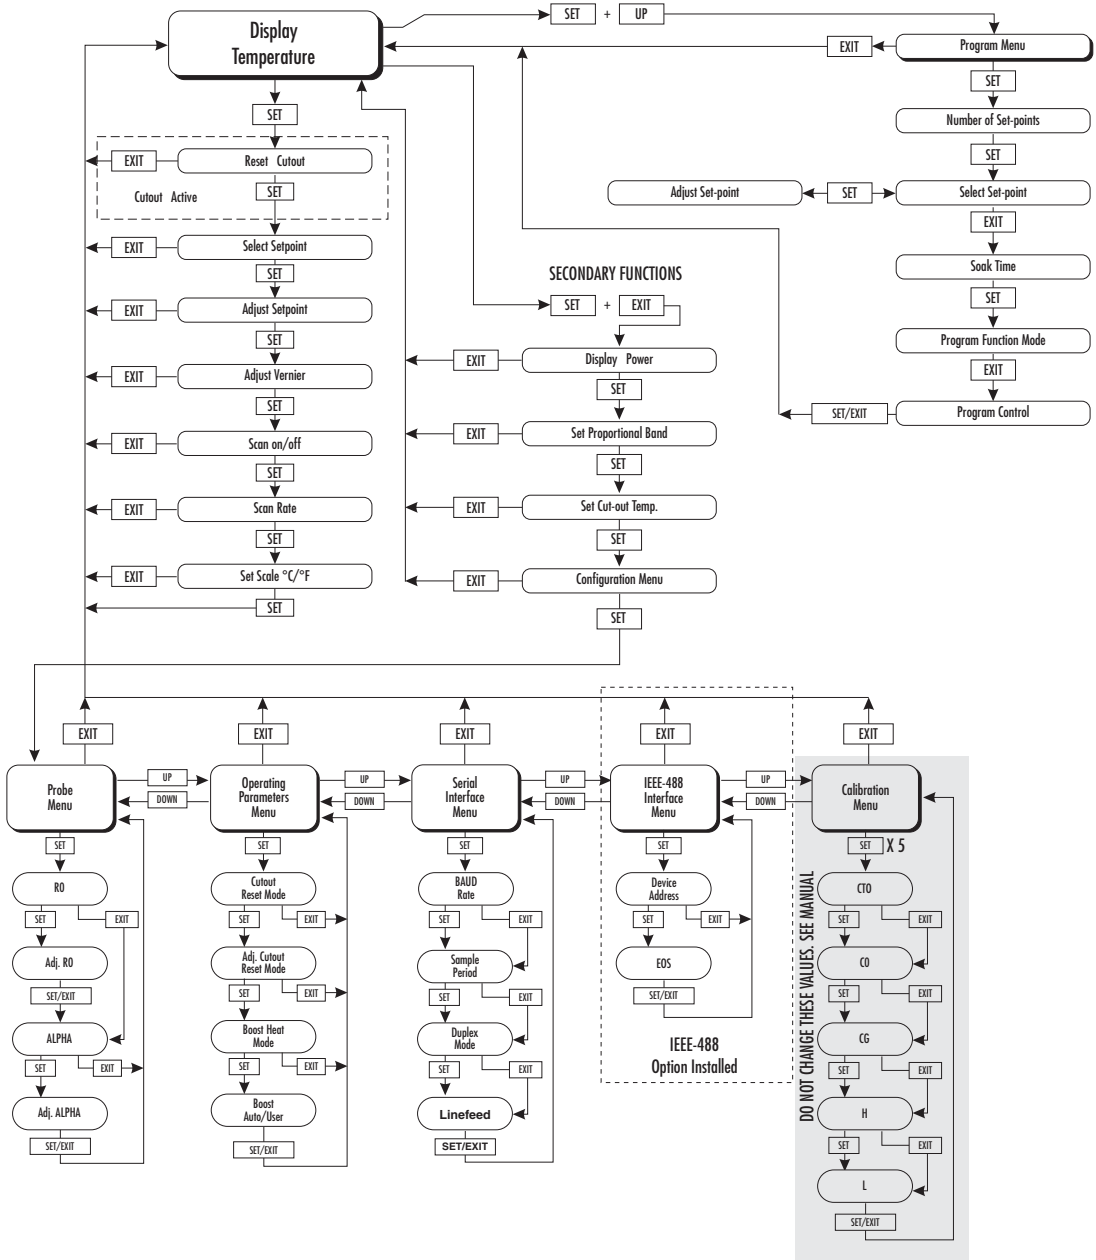 Display
Temperature
SET + UP
EXIT
Program Menu
SET
Number of Set-points
SET
Adjust Set-point
SET
Select Set-point
EXIT
Soak Time
SET
Program Function Mode
EXIT
SET/EXIT
Program Control
SET
EXIT
Reset Cutout
Cutout Active
SET
EXIT
Select Setpoint
SET
EXIT
Adjust Setpoint
SET
EXIT
Adjust Vernier
SET
EXIT
Scan on/off
SET
EXIT
Scan Rate
SET
EXIT
Set Scale °C/°F
SET
SECONDARY FUNCTIONS
SET + EXIT
EXIT
Display Power
SET
EXIT
Set Proportional Band
SET
EXIT
Set Cut-out Temp.
SET
EXIT
Configuration Menu
SET
EXIT
Probe
Menu
UP
DOWN
SET
R0
SET
EXIT
Adj. R0
SET/EXIT
ALPHA
SET
EXIT
Adj. ALPHA
SET/EXIT
EXIT
Operating
Parameters
Menu
UP
DOWN
SET
Cutout
Reset Mode
SET
EXIT
Adj. Cutout
Reset Mode
SET
EXIT
Boost Heat
Mode
SET
EXIT
Boost
Auto/User
SET/EXIT
EXIT
Serial
Interface
Menu
UP
DOWN
SET
BAUD
Rate
SET
EXIT
Sample
Period
SET
EXIT
Duplex
Mode
SET
EXIT
Linefeed
SET/EXIT
EXIT
IEEE-488
Interface
Menu
UP
DOWN
SET
Device
Address
SET
EXIT
EOS
SET/EXIT
IEEE-488
Option Installed
EXIT
Calibration
Menu
SET X 5
DO NOT CHANGE THESE VALUES. SEE MANUAL
CTO
SET
EXIT
CO
SET
EXIT
CG
SET
EXIT
H
SET
EXIT
L
SET/EXIT